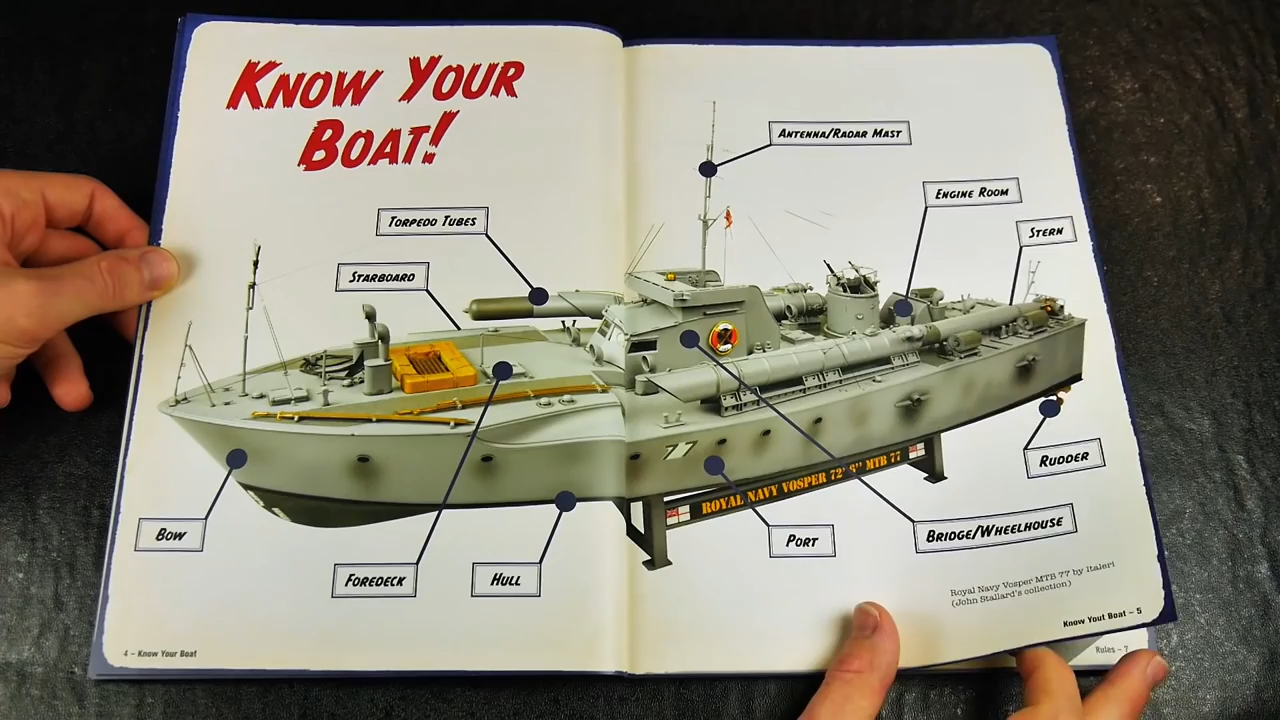 KNOW YOUR
BOAT!
ANTENNA/RADAR MAST
ENGINE ROOM
TORPEDO TUBES
STERN
STARBOARD
77
ROYAL NAVY VOSPER 72' 6" MTB 77
RUDDER
BOW
BRIDGE/WHEELHOUSE
PORT
FOREDECK
HULL
Royal Navy Vosper MTB 77 by Italeri
(John Stallard's collection)
4 – Know Your Boat
Know Yout Boat – 5
Rules – 7